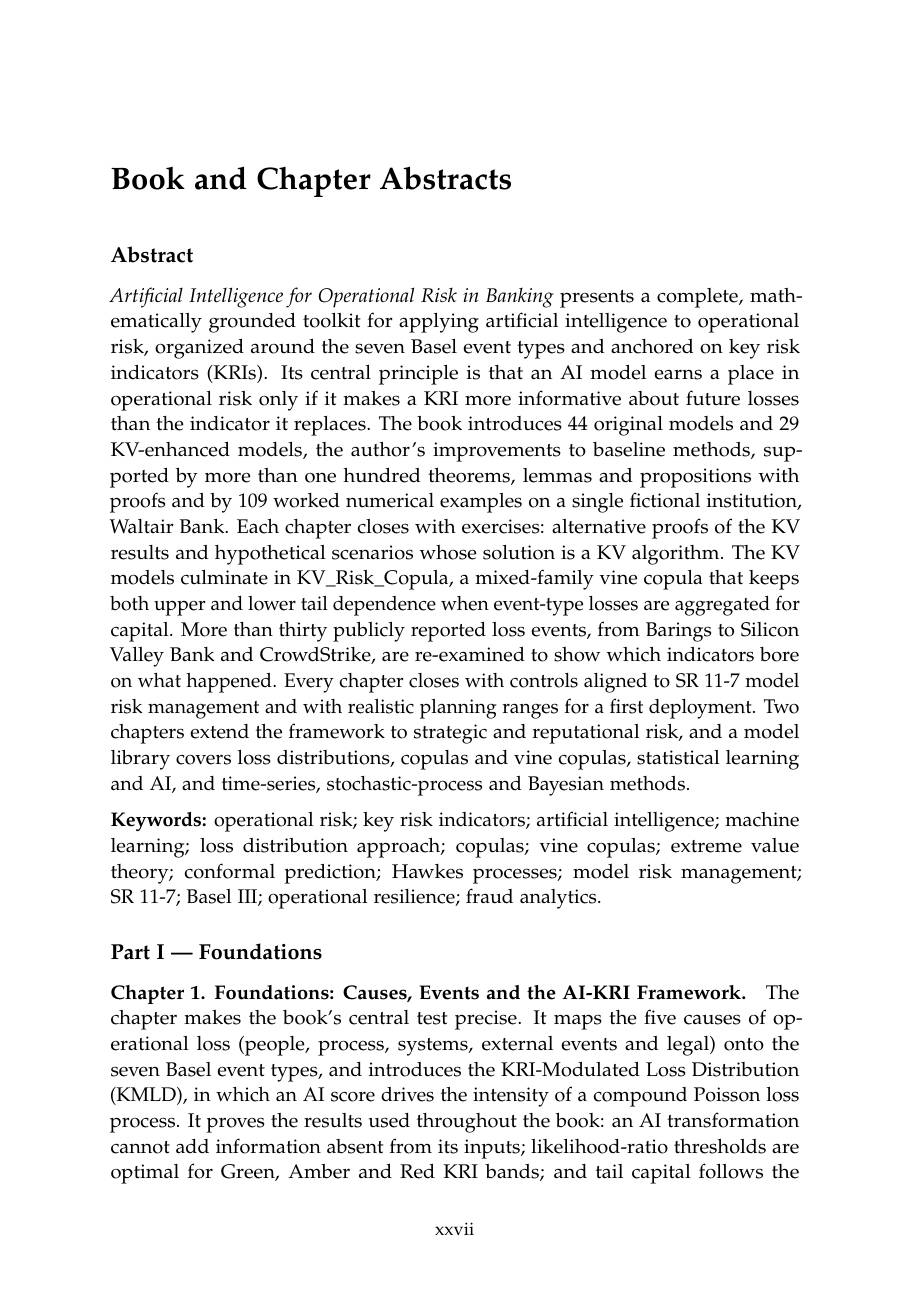 Book and Chapter Abstracts
Abstract
Artificial Intelligence for Operational Risk in Banking presents a complete, math-
ematically grounded toolkit for applying artificial intelligence to operational
risk, organized around the seven Basel event types and anchored on key risk
indicators (KRIs). Its central principle is that an AI model earns a place in
operational risk only if it makes a KRI more informative about future losses
than the indicator it replaces. The book introduces 44 original models and 29
KV-enhanced models, the author's improvements to baseline methods, sup-
ported by more than one hundred theorems, lemmas and propositions with
proofs and by 109 worked numerical examples on a single fictional institution,
Waltair Bank. Each chapter closes with exercises: alternative proofs of the KV
results and hypothetical scenarios whose solution is a KV algorithm. The KV
models culminate in KV_Risk_Copula, a mixed-family vine copula that keeps
both upper and lower tail dependence when event-type losses are aggregated for
capital. More than thirty publicly reported loss events, from Barings to Silicon
Valley Bank and CrowdStrike, are re-examined to show which indicators bore
on what happened. Every chapter closes with controls aligned to SR 11-7 model
risk management and with realistic planning ranges for a first deployment. Two
chapters extend the framework to strategic and reputational risk, and a model
library covers loss distributions, copulas and vine copulas, statistical learning
and AI, and time-series, stochastic-process and Bayesian methods.
Keywords: operational risk; key risk indicators; artificial intelligence; machine
learning; loss distribution approach; copulas; vine copulas; extreme value
theory; conformal prediction; Hawkes processes; model risk management;
SR 11-7; Basel III; operational resilience; fraud analytics.
Part I — Foundations
Chapter 1. Foundations: Causes, Events and the AI-KRI Framework. The
chapter makes the book's central test precise. It maps the five causes of op-
erational loss (people, process, systems, external events and legal) onto the
seven Basel event types, and introduces the KRI-Modulated Loss Distribution
(KMLD), in which an AI score drives the intensity of a compound Poisson loss
process. It proves the results used throughout the book: an AI transformation
cannot add information absent from its inputs; likelihood-ratio thresholds are
optimal for Green, Amber and Red KRI bands; and tail capital follows the
xxvii